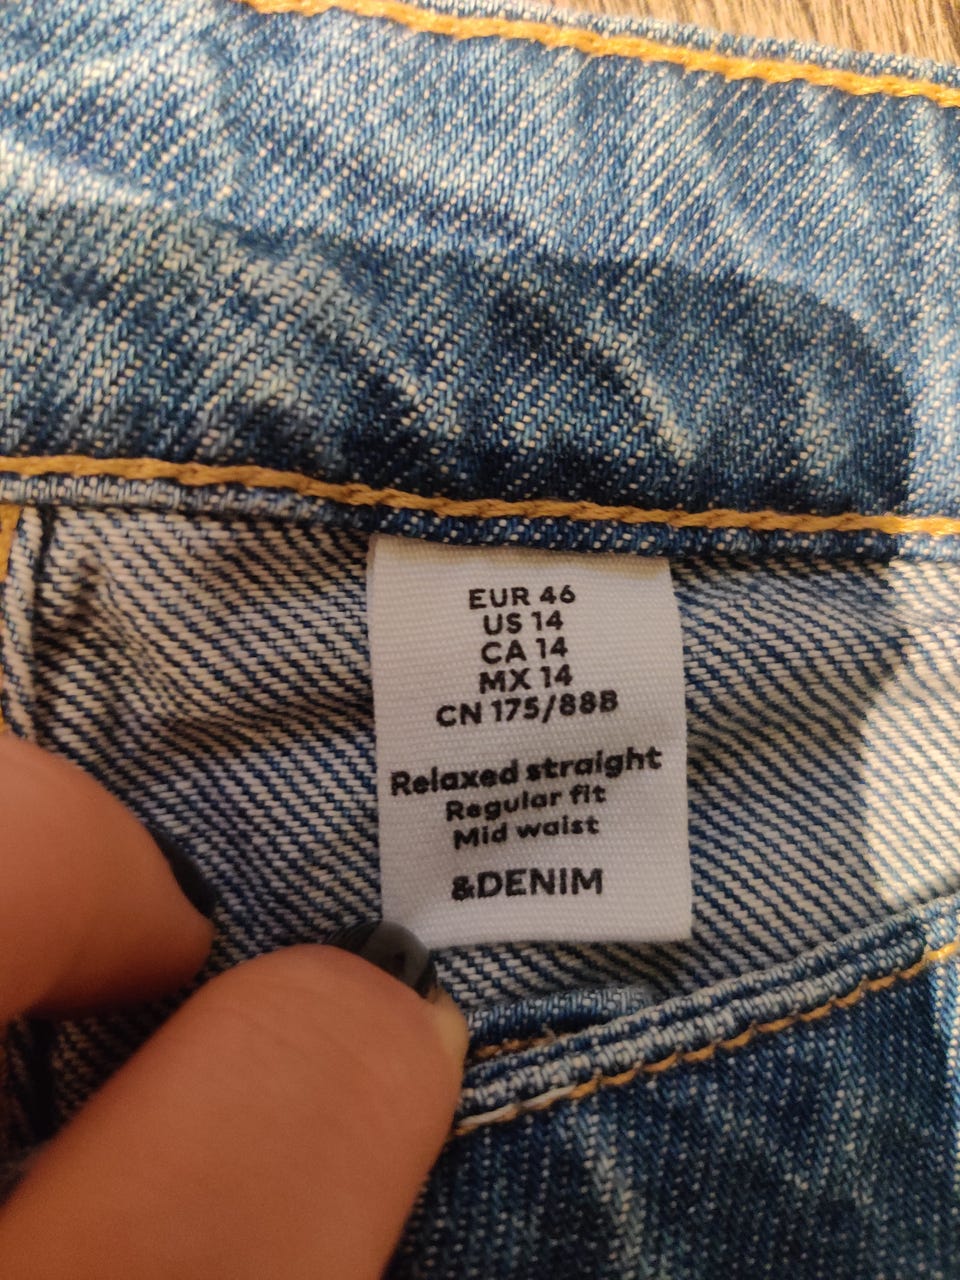 EUR 46
US 14
CA 14
MX 14
CN 175/88B
Relaxed straight
Regular fit
Mid waist
&DENIM